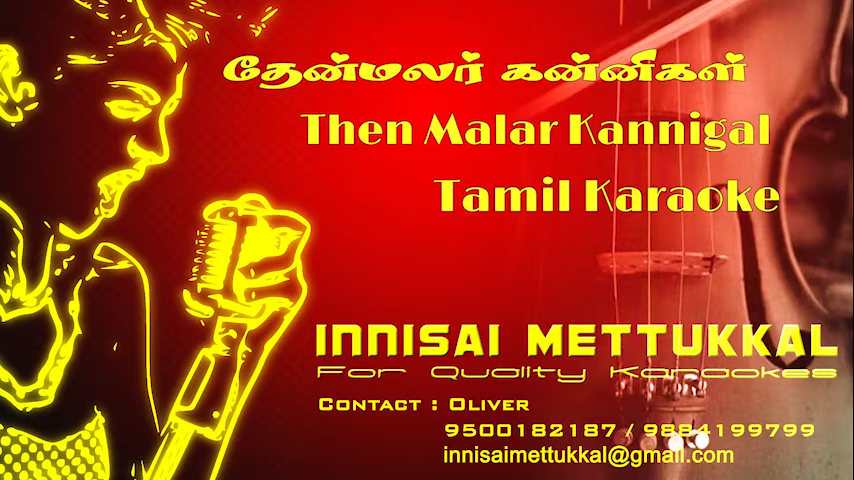 தேன்மலர் கன்னிகள்
Then Malar Kannigal
Tamil Karaoke
INNISAI METTUKKAL
For Quality Karaokes
Contact : Oliver
9500182187 / 9884199799
innisaimettukkal@gmail.com